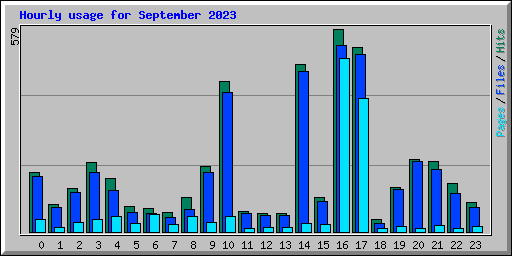 Hourly usage for September 2023
579
Pages/Files/Hits
0 1 2 3 4 5 6 7 8 9 10 11 12 13 14 15 16 17 18 19 20 21 22 23